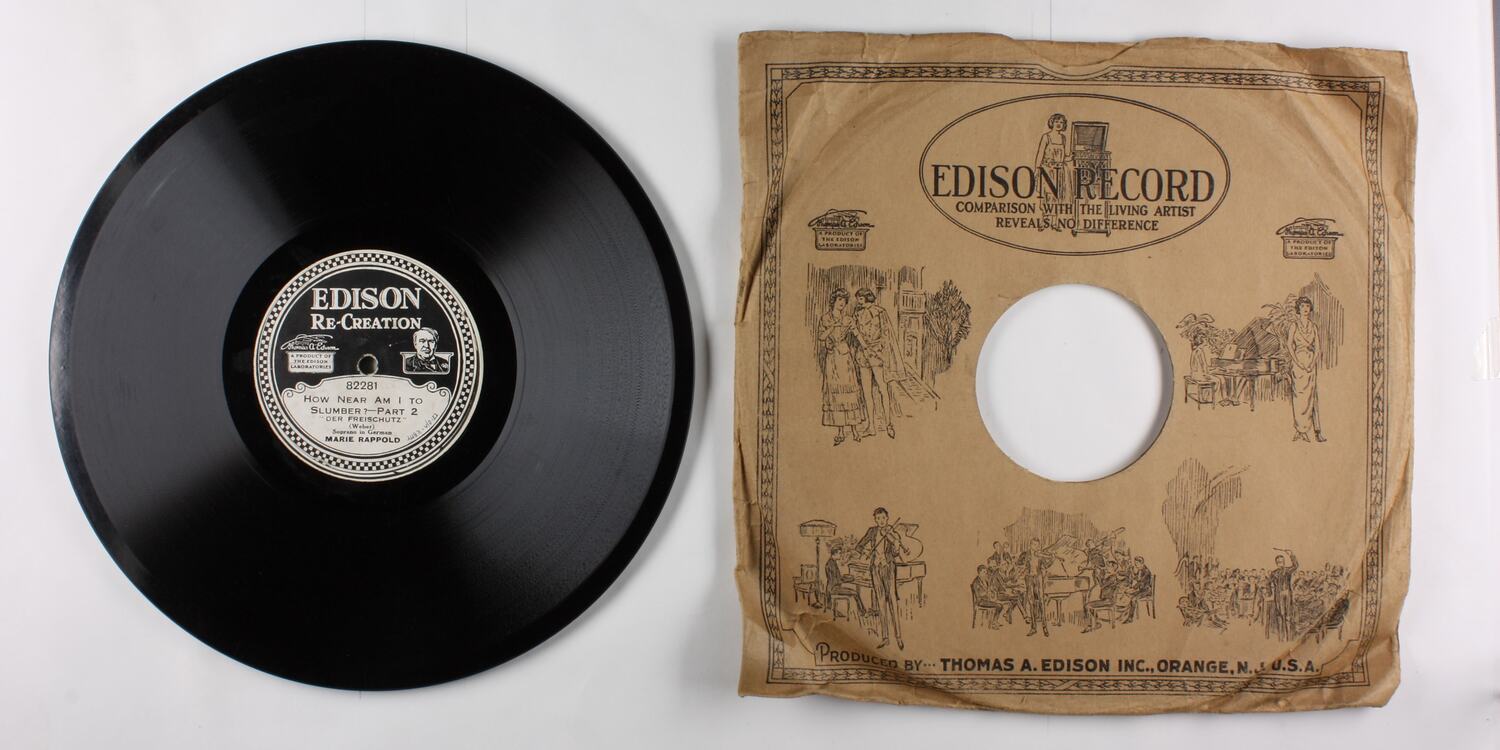 EDISON
RE-CREATION
Thomas A. Edison
A PRODUCT OF
THE EDISON
LABORATORIES
82281
HOW NEAR AM I TO
SLUMBER?—PART 2
"DER FREISCHUTZ"
(Weber)
Soprano in German
MARIE RAPPOLD
EDISON RECORD
COMPARISON WITH THE LIVING ARTIST
REVEALS NO DIFFERENCE
Thomas A. Edison
A PRODUCT OF
THE EDISON
LABORATORIES
Thomas A. Edison
A PRODUCT OF
THE EDISON
LABORATORIES
PRODUCED BY... THOMAS A. EDISON INC., ORANGE, N.J. U.S.A.